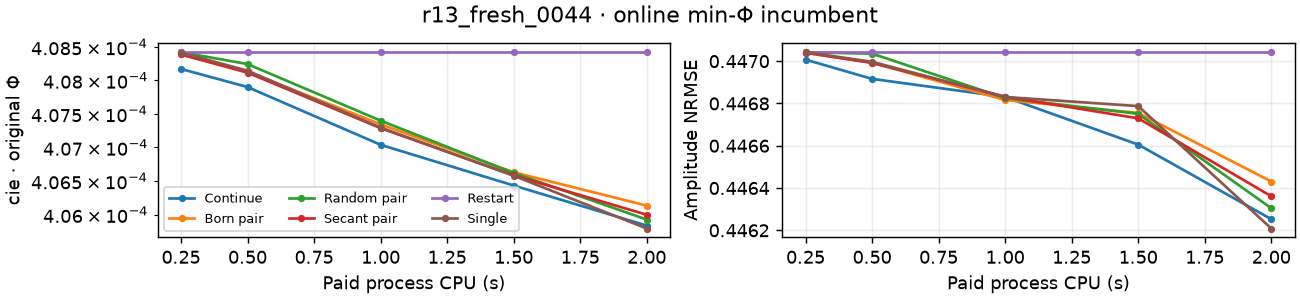 r13_fresh_0044 · online min-Φ incumbent
cie · original Φ
4.085 × 10⁻⁴
4.08 × 10⁻⁴
4.075 × 10⁻⁴
4.07 × 10⁻⁴
4.065 × 10⁻⁴
4.06 × 10⁻⁴
Continue
Born pair
Random pair
Secant pair
Restart
Single
0.25 0.50 0.75 1.00 1.25 1.50 1.75 2.00
Paid process CPU (s)
Amplitude NRMSE
0.4470
0.4468
0.4466
0.4464
0.4462
0.25 0.50 0.75 1.00 1.25 1.50 1.75 2.00
Paid process CPU (s)